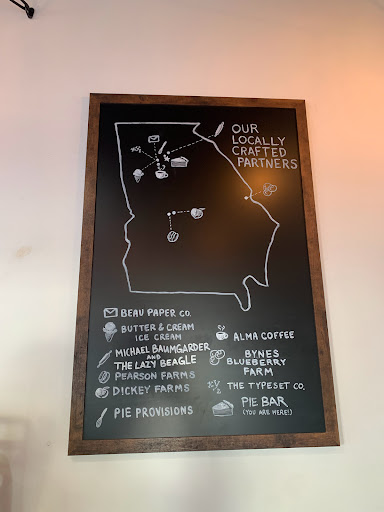 OUR
LOCALLY
CRAFTED
PARTNERS
BEAU PAPER CO.
BUTTER & CREAM
ICE CREAM
MICHAEL BAUMGARDER
AND
THE LAZY BEAGLE
PEARSON FARMS
DICKEY FARMS
PIE PROVISIONS
ALMA COFFEE
BYNES
BLUEBERRY
FARM
THE TYPESET CO.
PIE BAR
(YOU ARE HERE!)